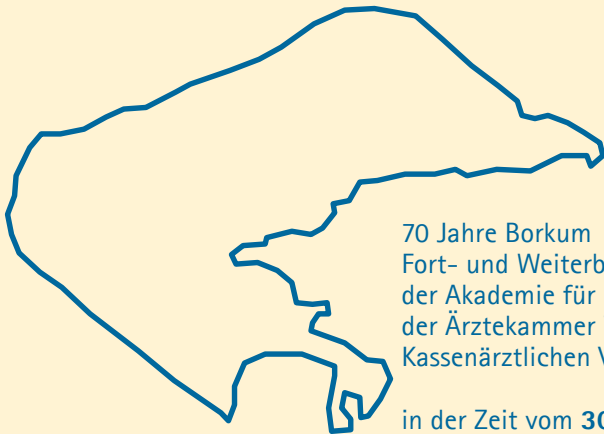 70 Jahre Borkum
Fort- und Weiterb
der Akademie für
der Ärztekammer
Kassenärztlichen V
in der Zeit vom 30